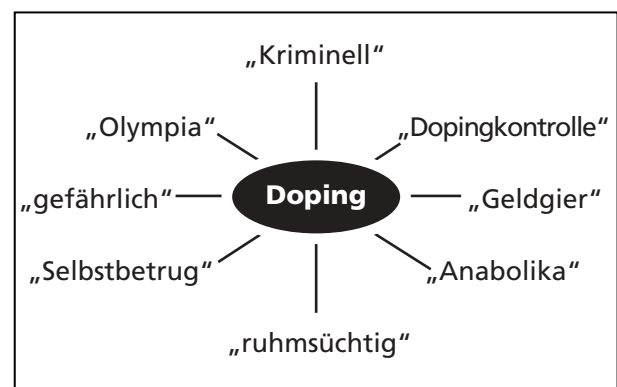 „Kriminell“
„Olympia“ „Dopingkontrolle“
„gefährlich“ Doping „Geldgier“
„Selbstbetrug“ „Anabolika“
„ruhmsüchtig“